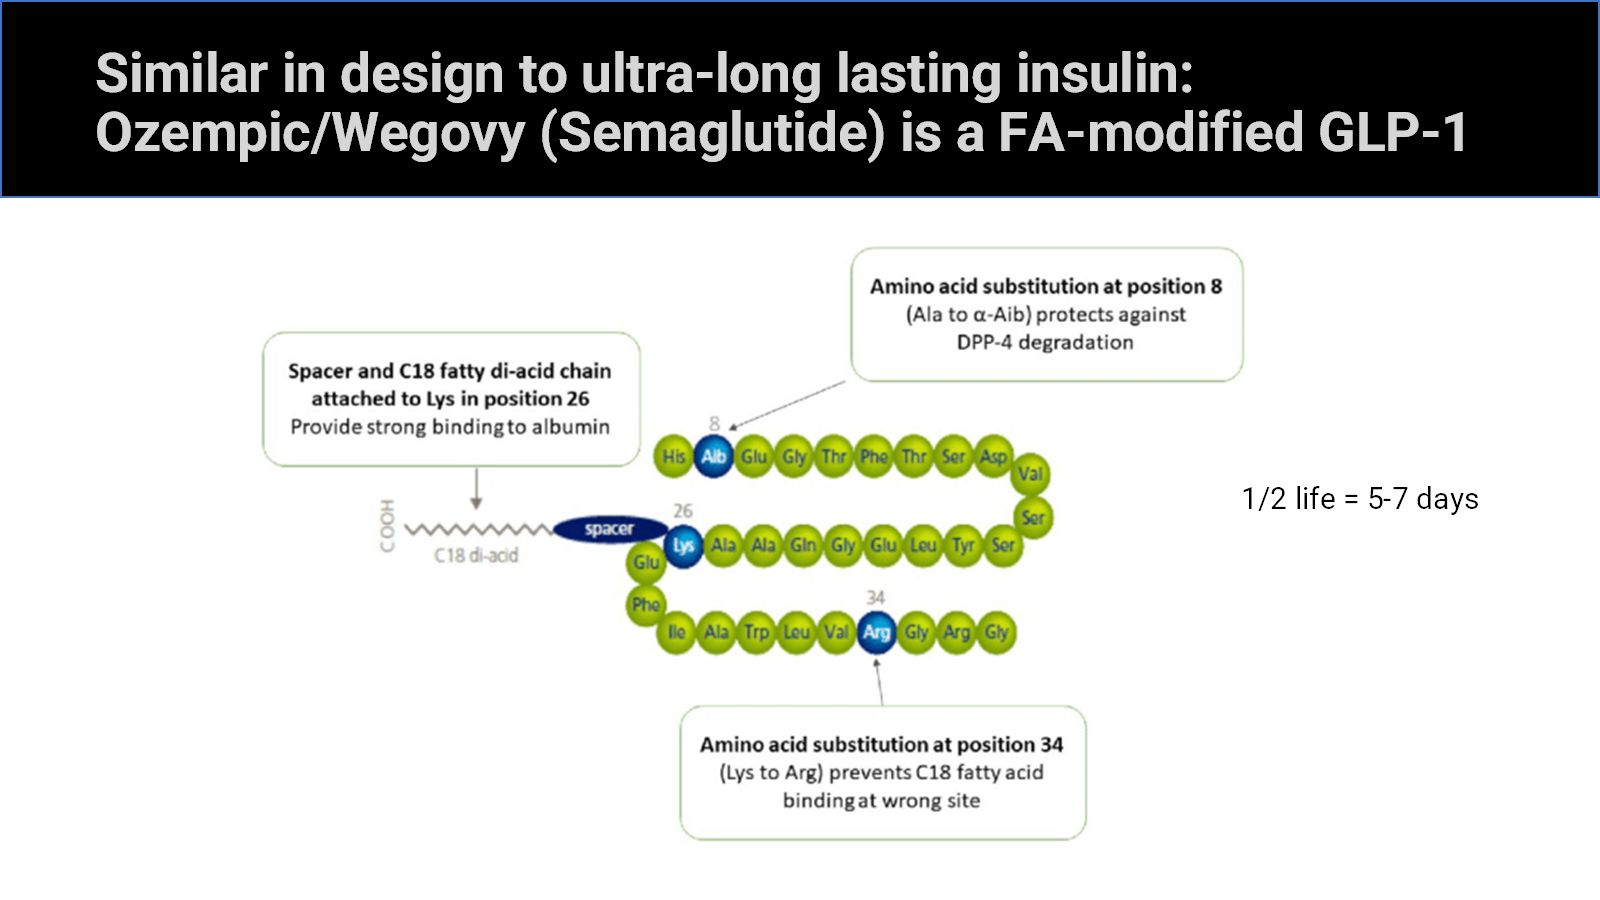 Similar in design to ultra-long lasting insulin:
Ozempic/Wegovy (Semaglutide) is a FA-modified GLP-1
Amino acid substitution at position 8
(Ala to α-Aib) protects against
DPP-4 degradation
Spacer and C18 fatty di-acid chain
attached to Lys in position 26
Provide strong binding to albumin
8
His Aib Glu Gly Thr Phe Thr Ser Asp
Val
Ser
1/2 life = 5-7 days
26
COOH
C18 di-acid
spacer
Lys Ala Ala Gln Gly Glu Leu Tyr Ser
Glu
Phe
34
Ile Ala Trp Leu Val Arg Gly Arg Gly
Amino acid substitution at position 34
(Lys to Arg) prevents C18 fatty acid
binding at wrong site